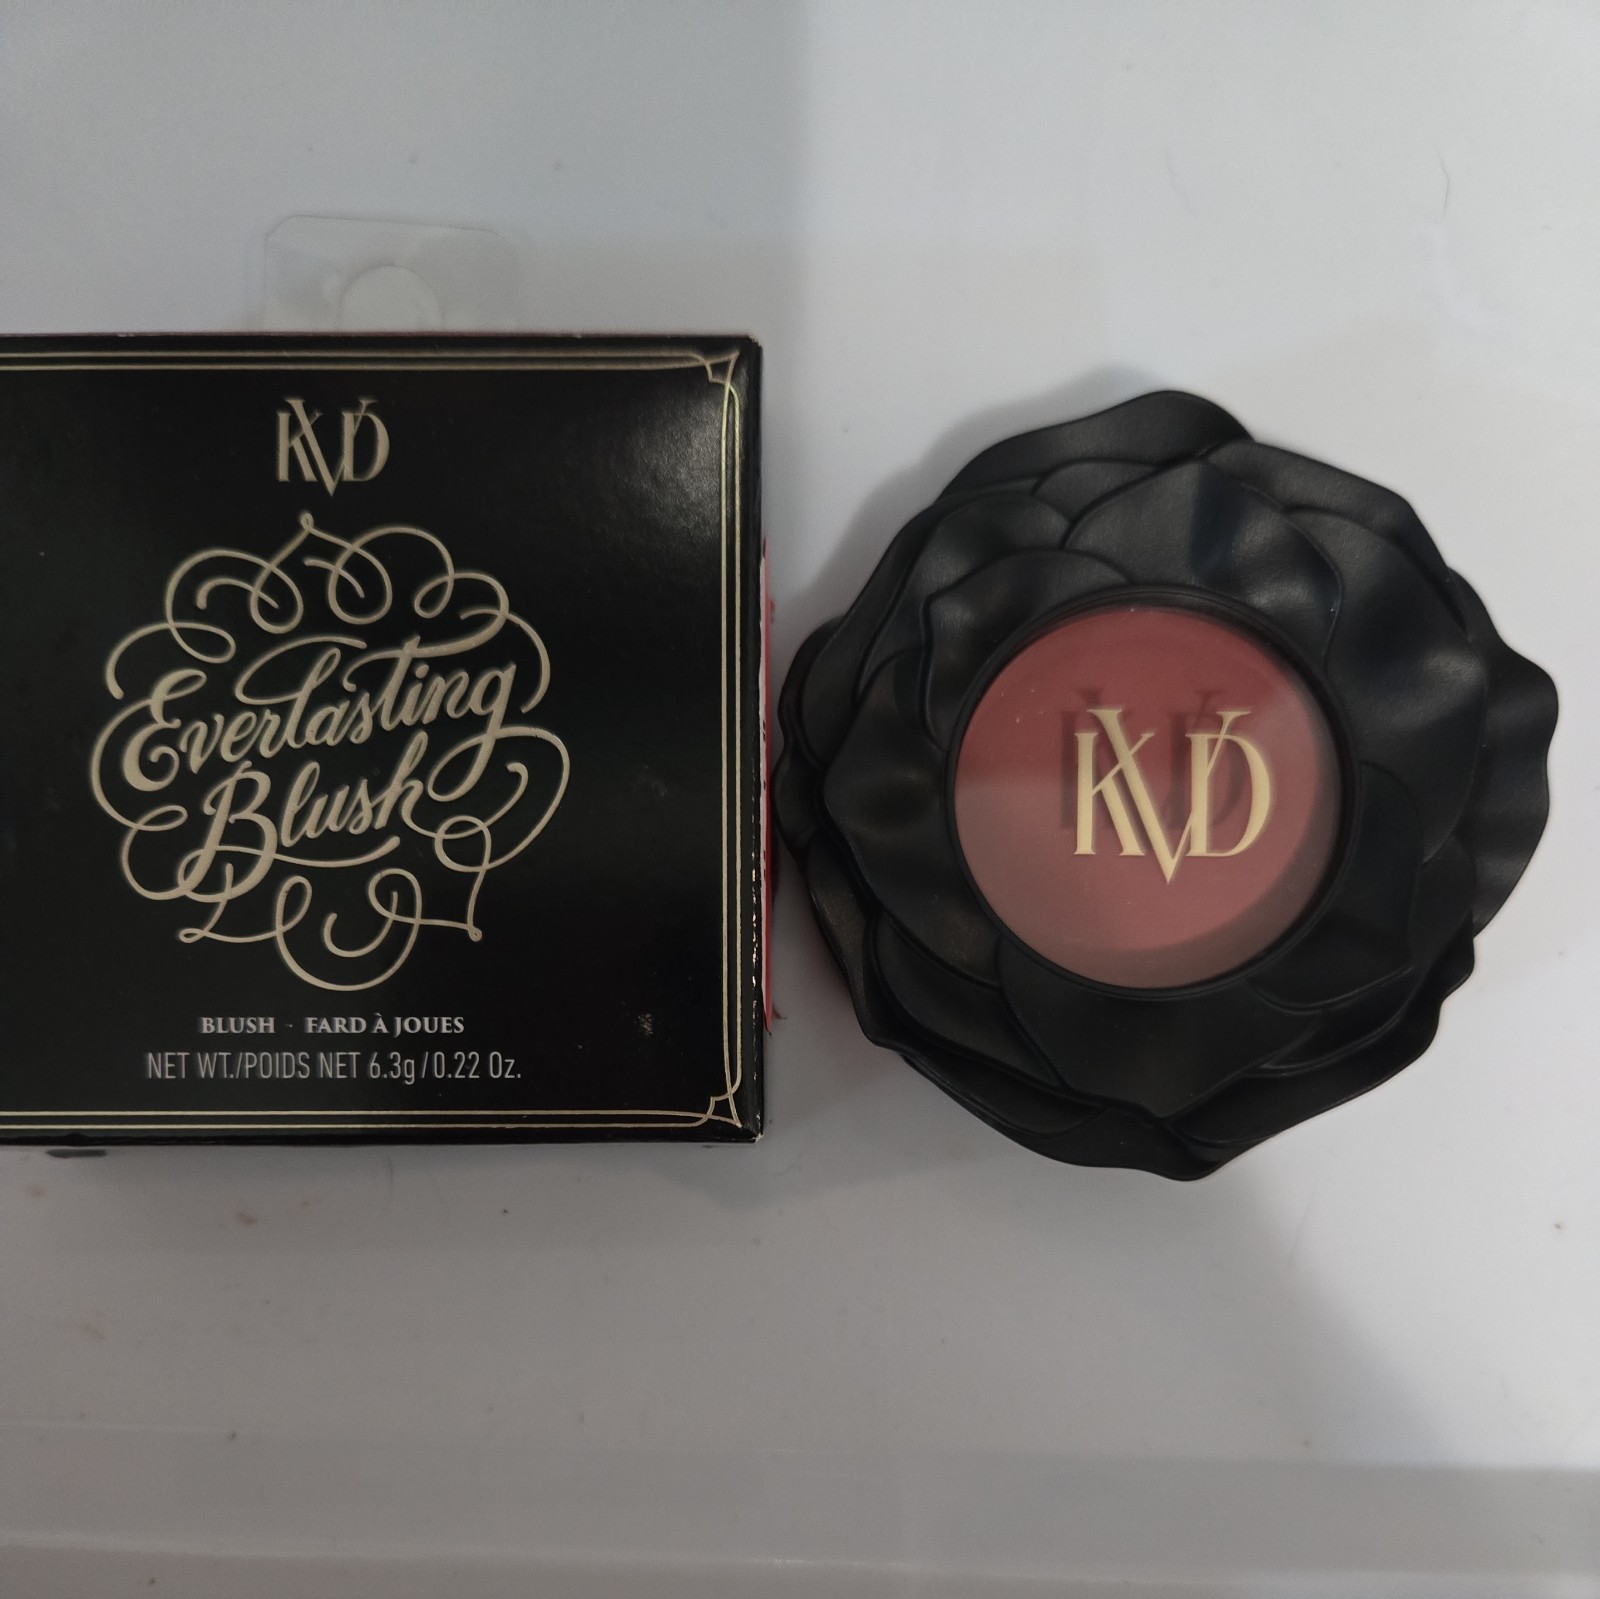 KVD
Everlasting
Blush
BLUSH - FARD À JOUES
NET WT./POIDS NET 6.3g/0.22 Oz.
KVD